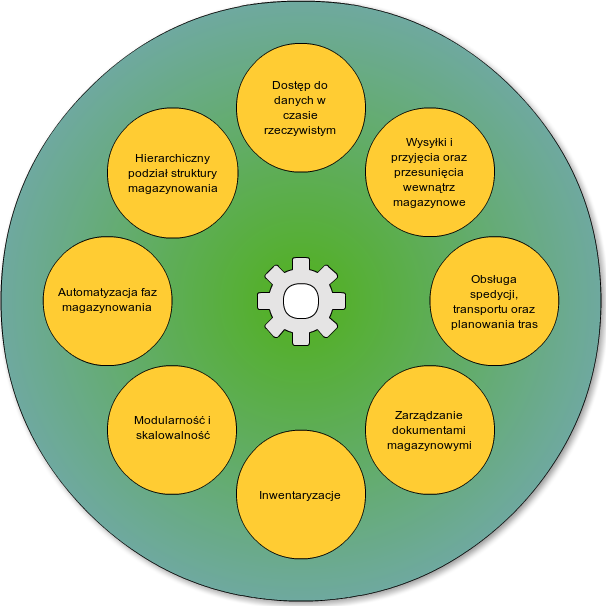 Dostęp do
danych w
czasie
rzeczywistym
Wysyłki i
przyjęcia oraz
przesunięcia
wewnątrz
magazynowe
Obsługa
spedycji,
transportu oraz
planowania tras
Zarządzanie
dokumentami
magazynowymi
Inwentaryzacje
Modularność i
skalowalność
Automatyzacja faz
magazynowania
Hierarchiczny
podział struktury
magazynowania